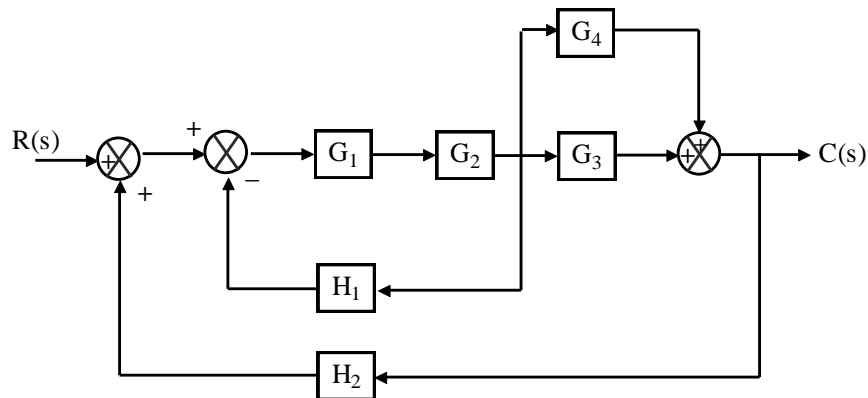 G₄
R(s)
+
+
+
+
−
G₁
G₂
G₃
+
+
C(s)
H₁
H₂